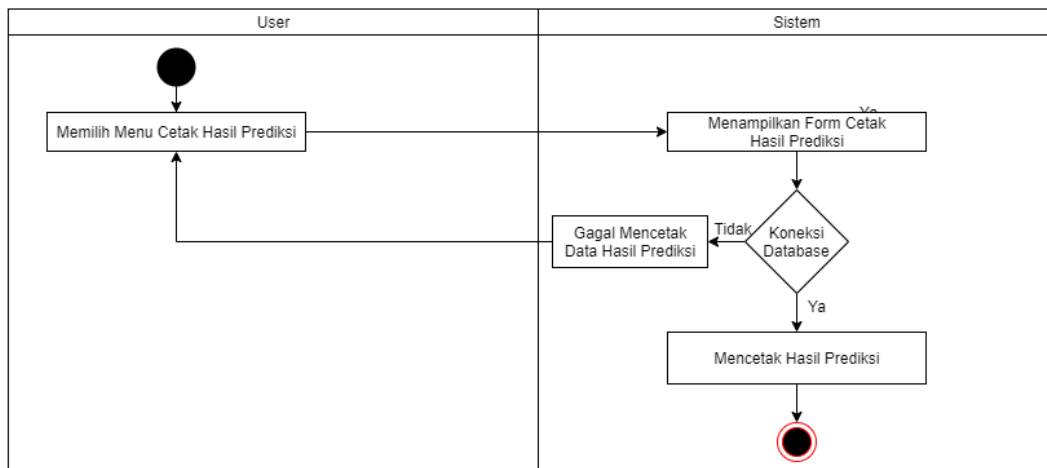 User
Sistem
Memilih Menu Cetak Hasil Prediksi
Ya
Menampilkan Form Cetak
Hasil Prediksi
Gagal Mencetak
Data Hasil Prediksi
Tidak
Koneksi
Database
Ya
Mencetak Hasil Prediksi